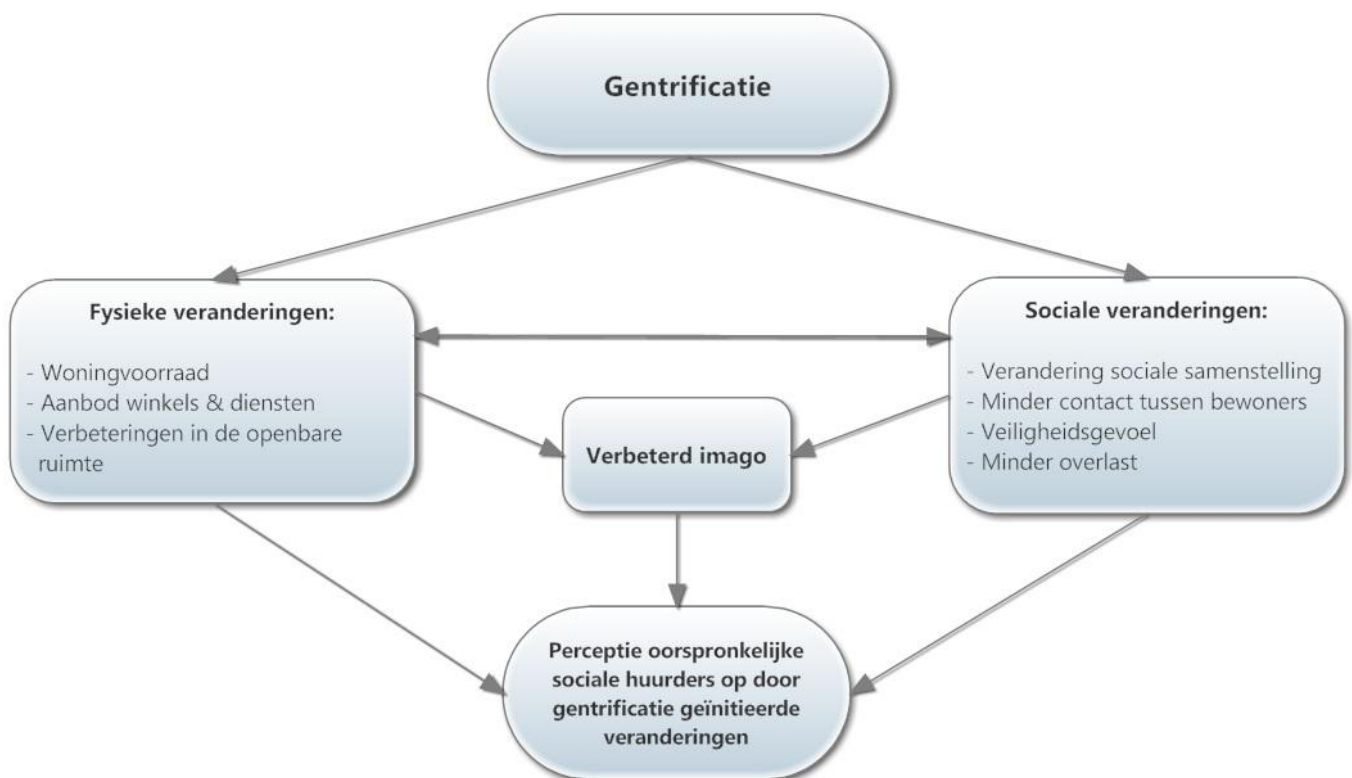 Gentrificatie
Fysieke veranderingen:
- Woningvoorraad
- Aanbod winkels & diensten
- Verbeteringen in de openbare
ruimte
Sociale veranderingen:
- Verandering sociale samenstelling
- Minder contact tussen bewoners
- Veiligheidsgevoel
- Minder overlast
Verbeterd imago
Perceptie oorspronkelijke
sociale huurders op door
gentrificatie geïnitieerde
veranderingen